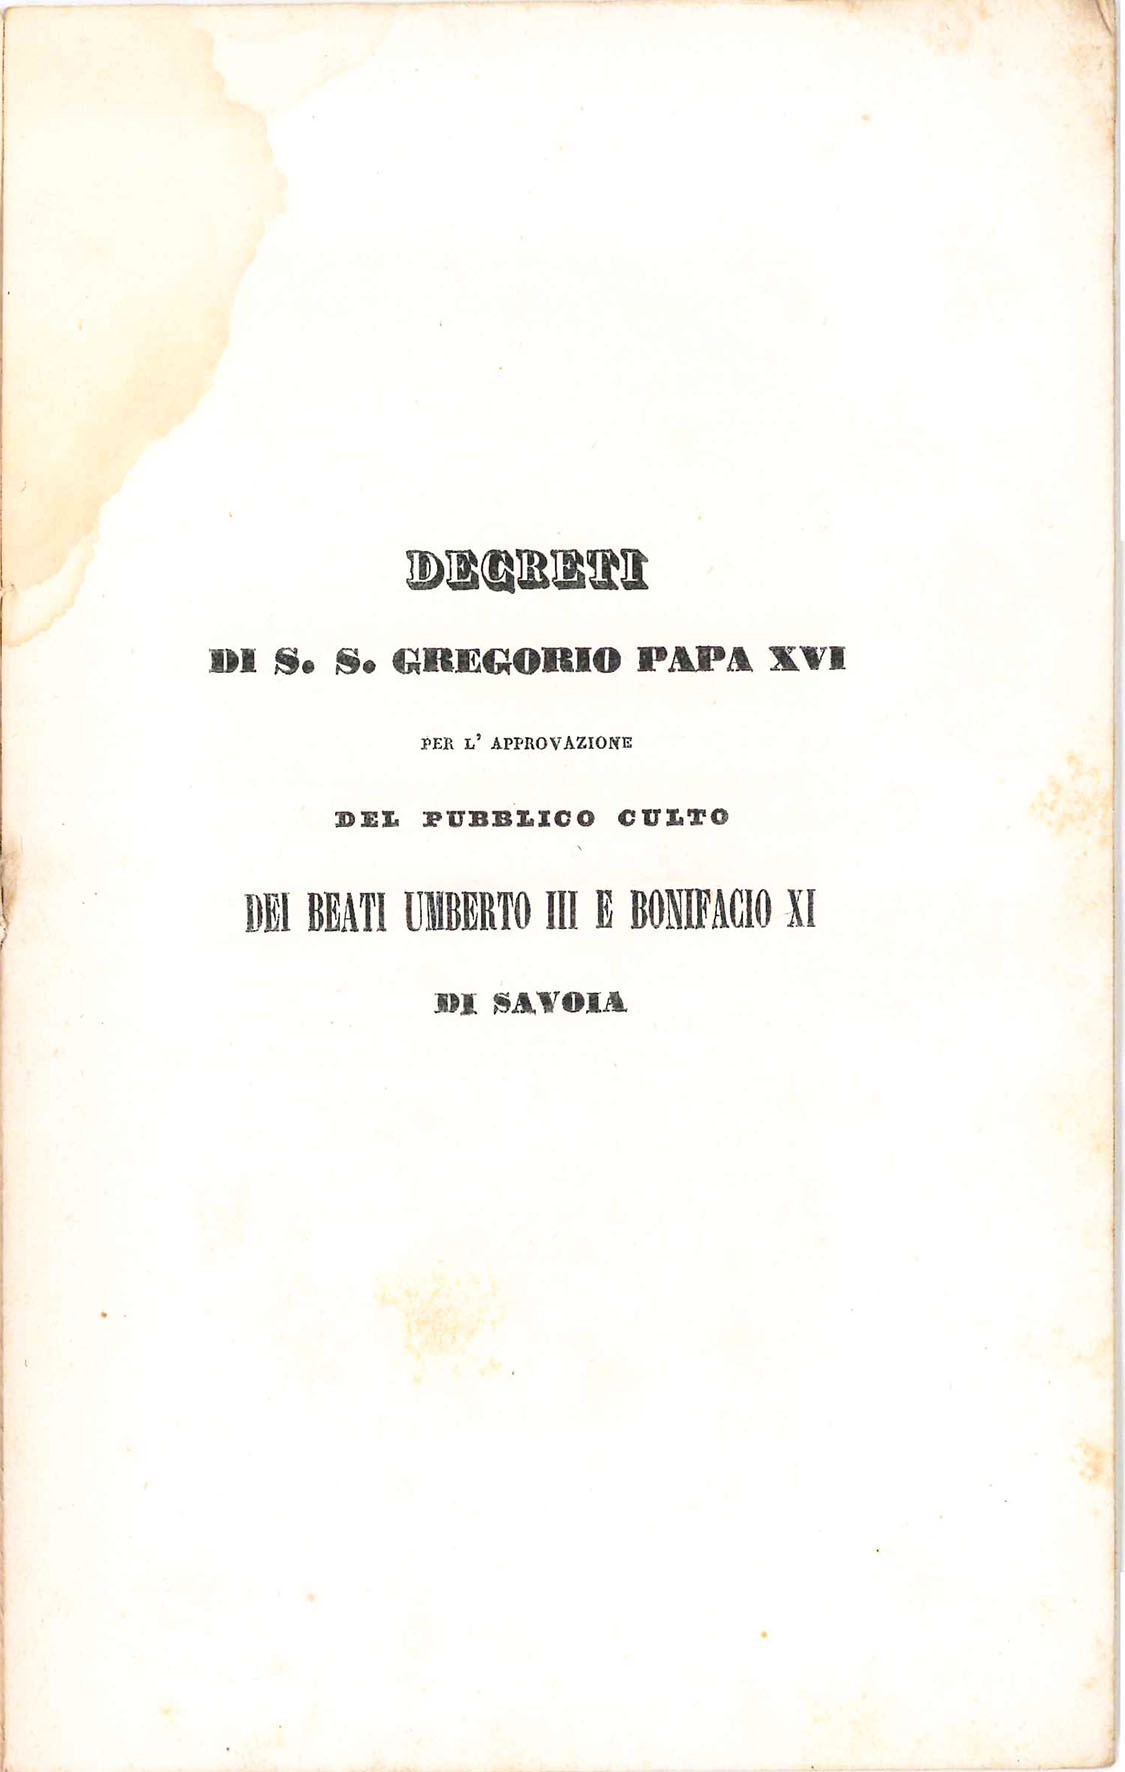 DECRETI
DI S. S. GREGORIO PAPA XVI
PER L' APPROVAZIONE
DEL PUBBLICO CULTO
DEI BEATI UMBERTO III E BONIFACIO XI
DI SAVOIA